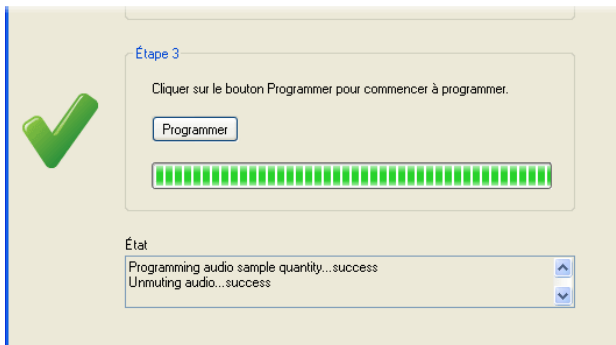 Étape 3
Cliquer sur le bouton Programmer pour commencer à programmer.
Programmer
État
Programming audio sample quantity...success
Unmuting audio...success